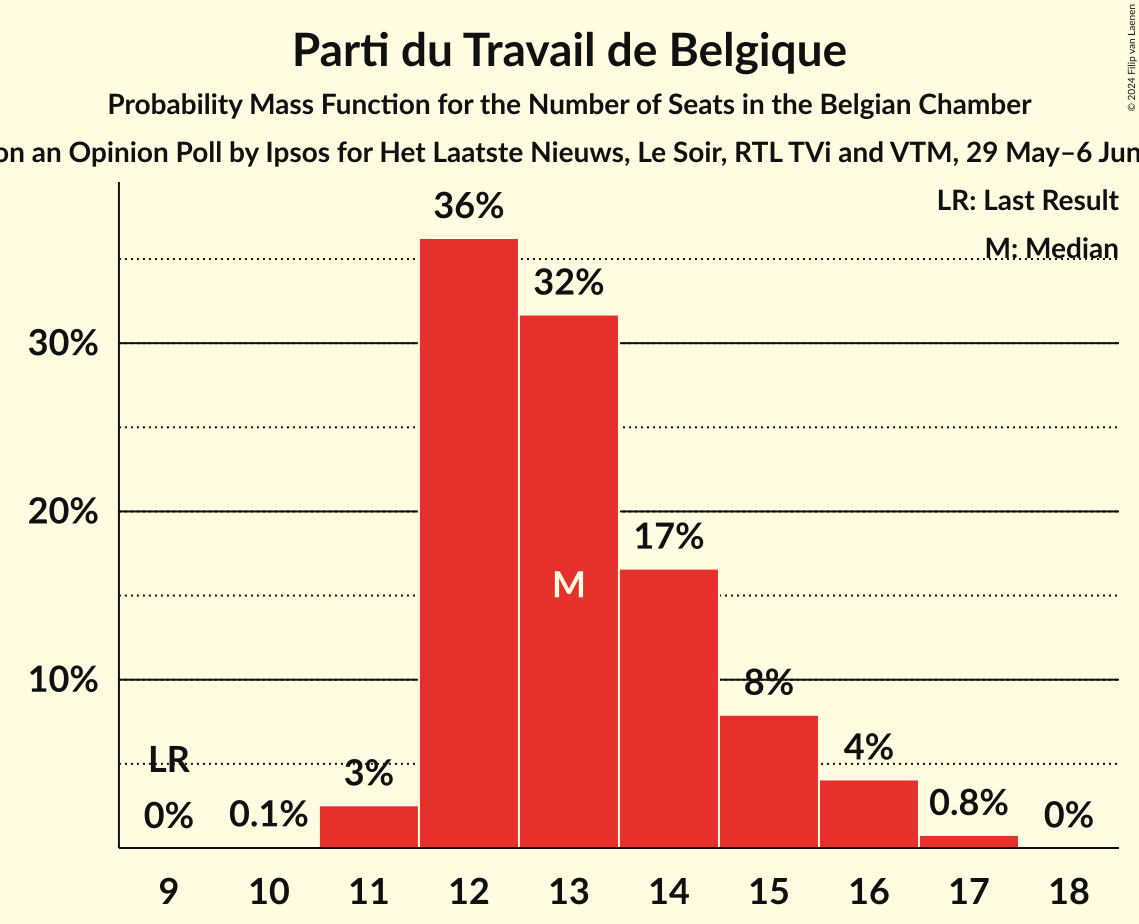 Parti du Travail de Belgique
Probability Mass Function for the Number of Seats in the Belgian Chamber
on an Opinion Poll by Ipsos for Het Laatste Nieuws, Le Soir, RTL TVi and VTM, 29 May–6 Jun
© 2024 Filip van Laenen
LR: Last Result
M: Median
36%
32%
30%
20%
17%
M
10%
8%
LR
4%
3%
0%
0.1%
0.8%
0%
9 10 11 12 13 14 15 16 17 18